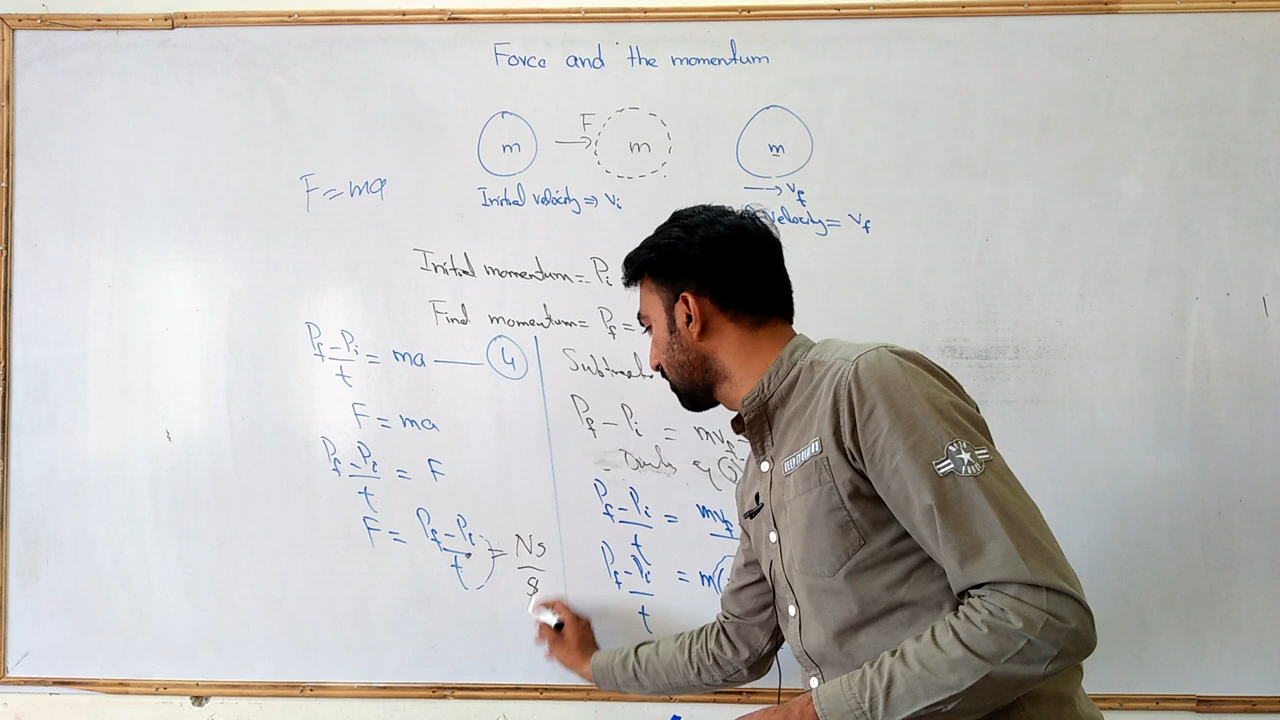 Force and the momentum
m F m m
F = ma
Initial velocity ⇒ Vi
→ Vf
Velocity = Vf
Initial momentum = Pi
Final momentum = Pf =
Pf - Pi / t = ma — 4
F = ma
Pf - Pi / t = F
F = Pf - Pi / t = Ns / s
Subtract
Pf - Pi = mvf
Pf - Pi / t = mvf
Pf - Pi / t = m(